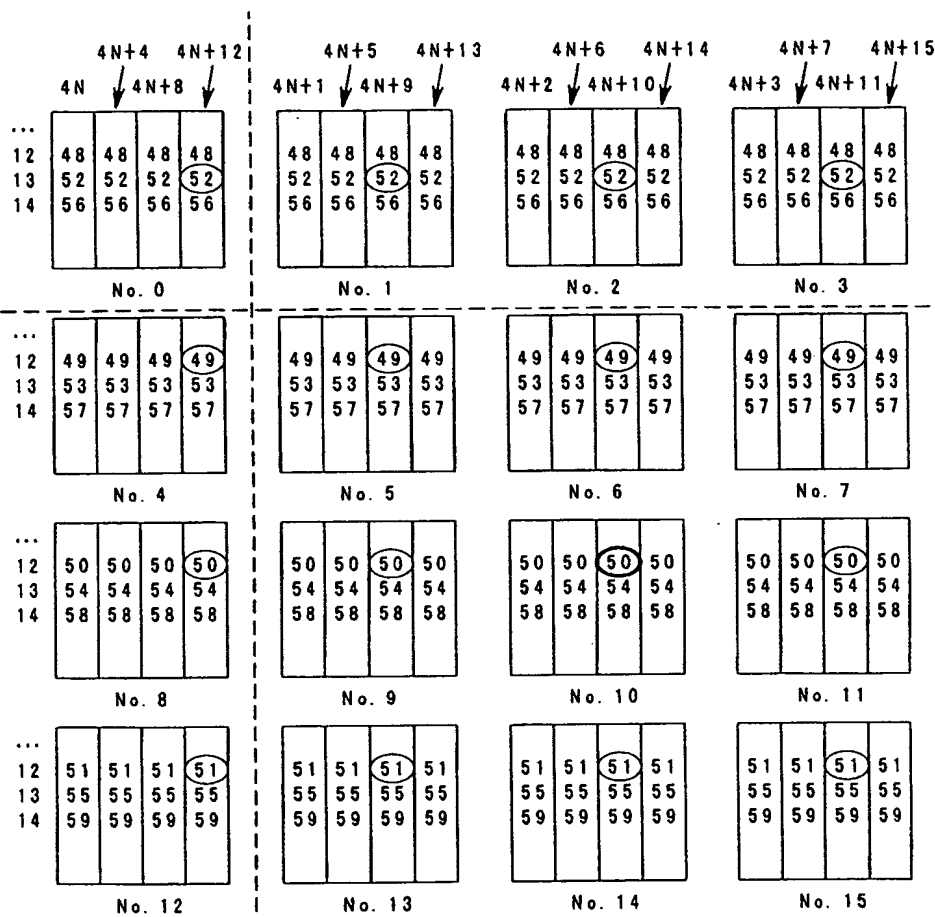 4N+4 4N+12 4N+5 4N+13 4N+6 4N+14 4N+7 4N+15
4N 4N+8 4N+1 4N+9 4N+2 4N+10 4N+3 4N+11
...
12 48 48 48 48 48 48 48 48 48 48 48 48 48 48 48 48
13 52 52 52 52 52 52 52 52 52 52 52 52 52 52 52 52
14 56 56 56 56 56 56 56 56 56 56 56 56 56 56 56 56
No. 0 No. 1 No. 2 No. 3
...
12 49 49 49 49 49 49 49 49 49 49 49 49 49 49 49 49
13 53 53 53 53 53 53 53 53 53 53 53 53 53 53 53 53
14 57 57 57 57 57 57 57 57 57 57 57 57 57 57 57 57
No. 4 No. 5 No. 6 No. 7
...
12 50 50 50 50 50 50 50 50 50 50 50 50 50 50 50 50
13 54 54 54 54 54 54 54 54 54 54 54 54 54 54 54 54
14 58 58 58 58 58 58 58 58 58 58 58 58 58 58 58 58
No. 8 No. 9 No. 10 No. 11
...
12 51 51 51 51 51 51 51 51 51 51 51 51 51 51 51 51
13 55 55 55 55 55 55 55 55 55 55 55 55 55 55 55 55
14 59 59 59 59 59 59 59 59 59 59 59 59 59 59 59 59
No. 12 No. 13 No. 14 No. 15